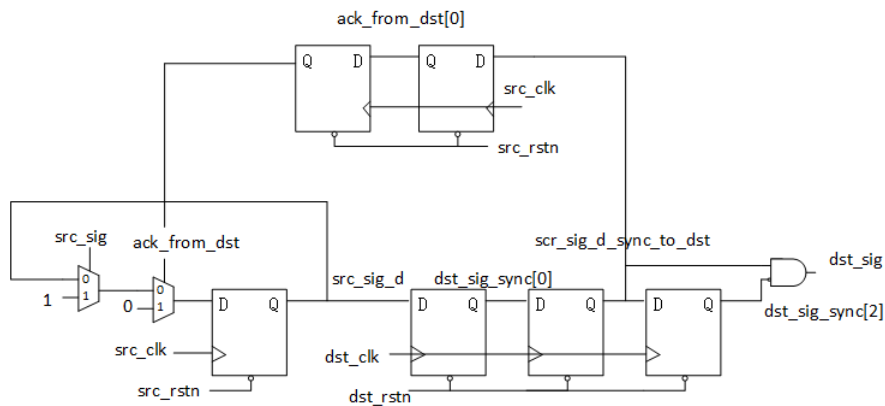 ack_from_dst[0]
Q D Q D
src_clk
src_rstn
src_sig
ack_from_dst
scr_sig_d_sync_to_dst
src_sig_d
dst_sig_sync[0]
dst_sig
0
1
1
0
0
1
D Q
D Q
D Q
D Q
dst_sig_sync[2]
src_clk
dst_clk
src_rstn
dst_rstn